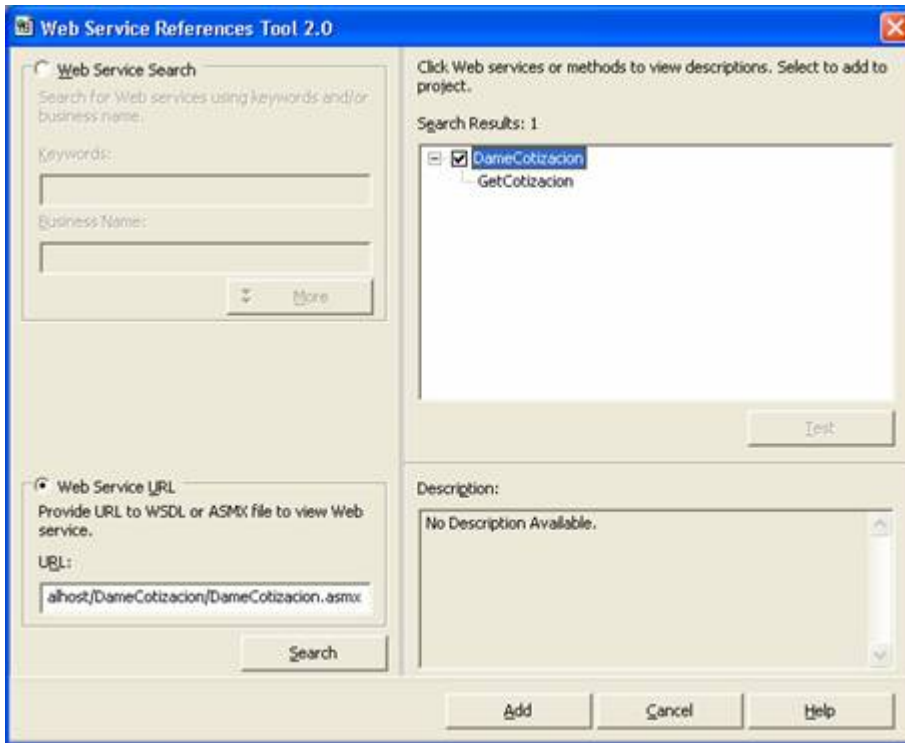 Web Service References Tool 2.0
Web Service Search
Search for Web services using keywords and/or
business name.
Keywords:
Business Name:
More
Web Service URL
Provide URL to WSDL or ASMX file to view Web
service.
URL:
alhost/DameCotizacion/DameCotizacion.asmx
Search
Click Web services or methods to view descriptions. Select to add to
project.
Search Results: 1
DameCotizacion
GetCotizacion
Test
Description:
No Description Available.
Add
Cancel
Help